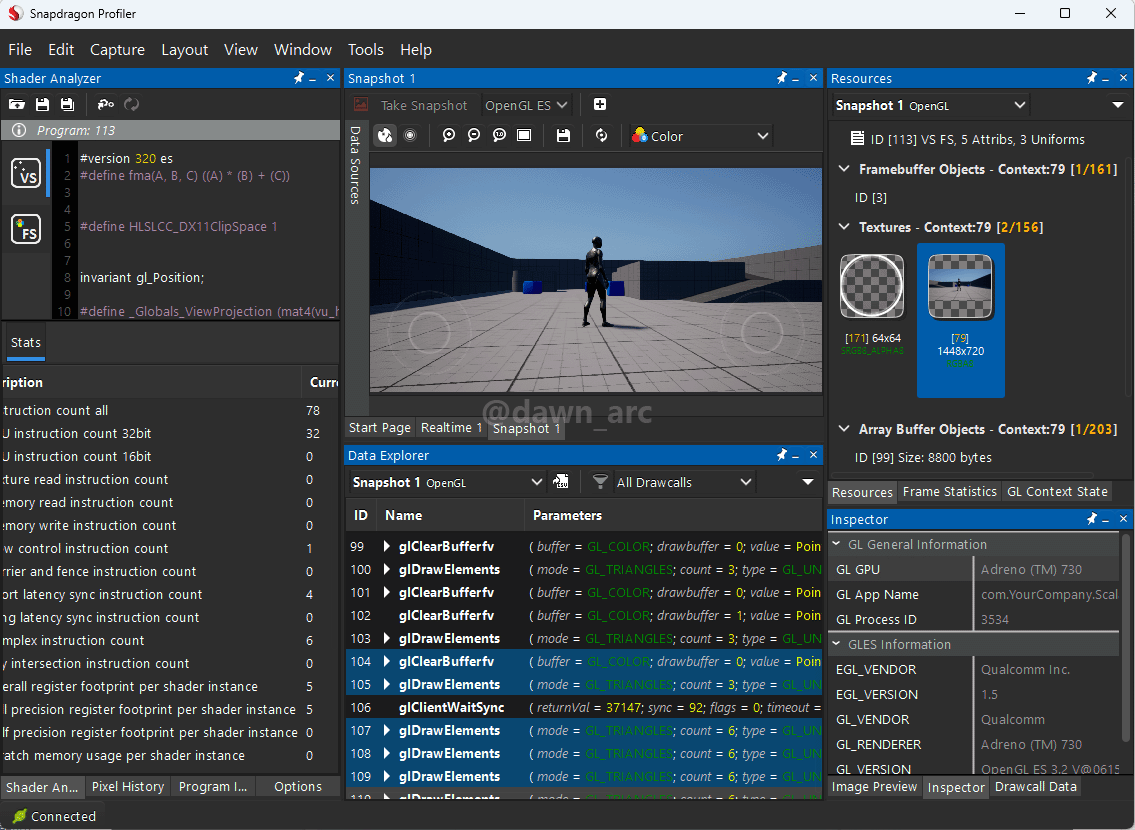 Snapdragon Profiler
File Edit Capture Layout View Window Tools Help
Shader Analyzer
Program: 113
VS
FS
1 #version 320 es
2 #define fma(A, B, C) ((A) * (B) + (C))
3
4
5 #define HLSLCC_DX11ClipSpace 1
6
7
8 invariant gl_Position;
9
10 #define _Globals_ViewProjection (mat4(vu_h
Stats
ription Curr
truction count all 78
U instruction count 32bit 32
U instruction count 16bit 0
xture read instruction count 0
emory read instruction count 0
emory write instruction count 0
w control instruction count 1
rrier and fence instruction count 0
ort latency sync instruction count 4
ng latency sync instruction count 0
mplex instruction count 6
y intersection instruction count 0
erall register footprint per shader instance 5
ll precision register footprint per shader instance 5
lf precision register footprint per shader instance 0
ratch memory usage per shader instance 0
Shader An... Pixel History Program I... Options
Connected
Snapshot 1
Take Snapshot OpenGL ES
Color
Data Sources
@dawn_arc
Start Page Realtime 1 Snapshot 1
Data Explorer
Snapshot 1 OpenGL CSV All Drawcalls
ID Name Parameters
99 glClearBufferfv ( buffer = GL_COLOR; drawbuffer = 0; value = Poin
100 glDrawElements ( mode = GL_TRIANGLES; count = 3; type = GL_UN
101 glClearBufferfv ( buffer = GL_COLOR; drawbuffer = 0; value = Poin
102 glClearBufferfv ( buffer = GL_COLOR; drawbuffer = 1; value = Poin
103 glDrawElements ( mode = GL_TRIANGLES; count = 3; type = GL_UN
104 glClearBufferfv ( buffer = GL_COLOR; drawbuffer = 0; value = Poin
105 glDrawElements ( mode = GL_TRIANGLES; count = 3; type = GL_UN
106 glClientWaitSync ( returnVal = 37147; sync = 92; flags = 0; timeout =
107 glDrawElements ( mode = GL_TRIANGLES; count = 6; type = GL_UN
108 glDrawElements ( mode = GL_TRIANGLES; count = 6; type = GL_UN
109 glDrawElements ( mode = GL_TRIANGLES; count = 6; type = GL_UN
110 glDrawElements ( mode = GL_TRIANGLES; count = 6; type = GL_UN
Resources
Snapshot 1 OpenGL
ID [113] VS FS, 5 Attribs, 3 Uniforms
Framebuffer Objects - Context:79 [1/161]
ID [3]
Textures - Context:79 [2/156]
[171] 64x64
SRGB8_ALPHA8
[79]
1448x720
Array Buffer Objects - Context:79 [1/203]
ID [99] Size: 8800 bytes
Resources Frame Statistics GL Context State
Inspector
GL General Information
GL GPU Adreno (TM) 730
GL App Name com.YourCompany.Scal
GL Process ID 3534
GLES Information
EGL_VENDOR Qualcomm Inc.
EGL_VERSION 1.5
GL_VENDOR Qualcomm
GL_RENDERER Adreno (TM) 730
GL_VERSION OpenGL ES 3.2 V@0615
Image Preview Inspector Drawcall Data